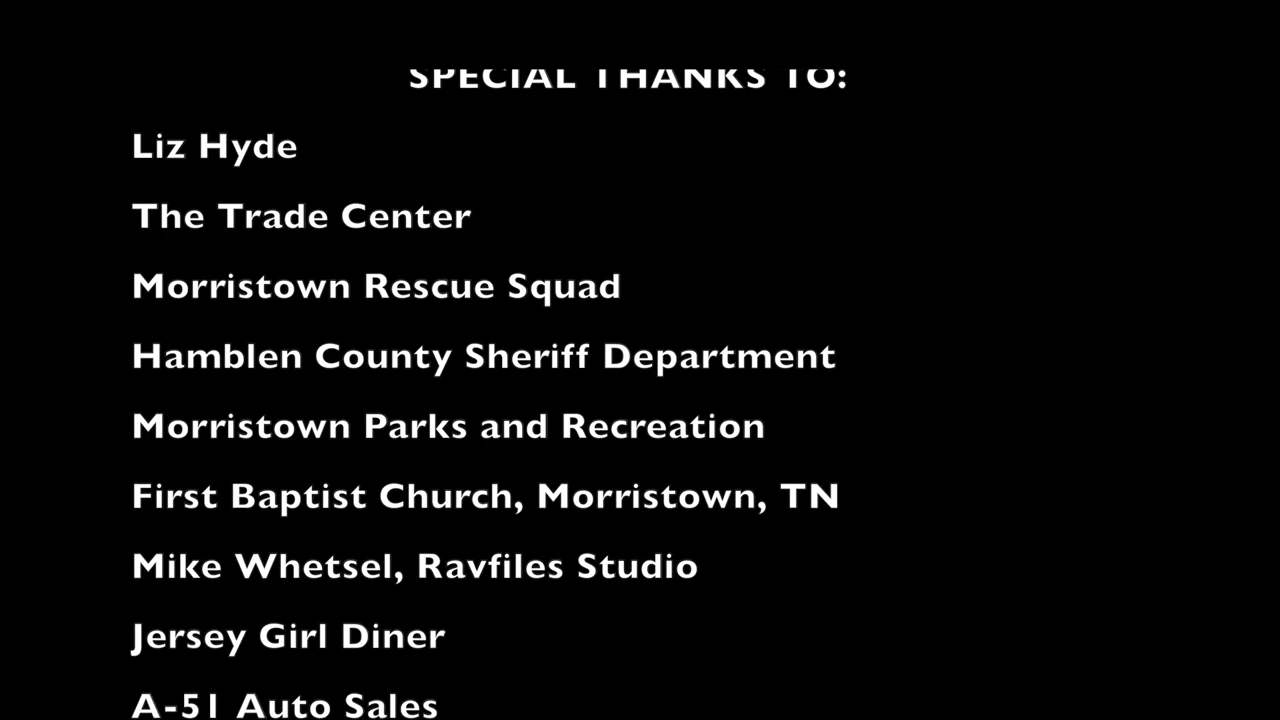 SPECIAL THANKS TO:
Liz Hyde
The Trade Center
Morristown Rescue Squad
Hamblen County Sheriff Department
Morristown Parks and Recreation
First Baptist Church, Morristown, TN
Mike Whetsel, Ravfiles Studio
Jersey Girl Diner
A-51 Auto Sales